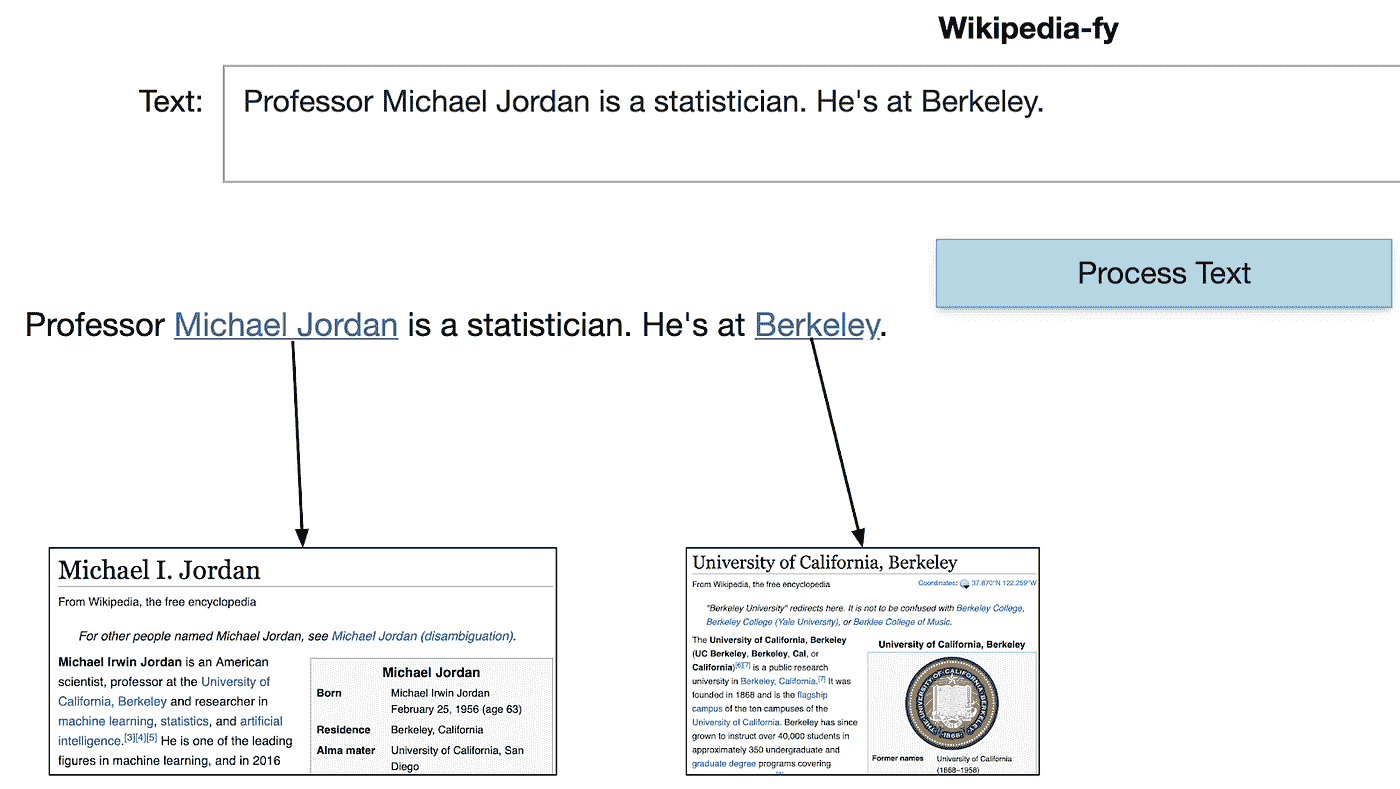 Wikipedia-fy
Text:
Professor Michael Jordan is a statistician. He's at Berkeley.
Process Text
Professor Michael Jordan is a statistician. He's at Berkeley.
Michael I. Jordan
From Wikipedia, the free encyclopedia
For other people named Michael Jordan, see Michael Jordan (disambiguation).
Michael Irwin Jordan is an American
scientist, professor at the University of
California, Berkeley and researcher in
machine learning, statistics, and artificial
intelligence.[3][4][5] He is one of the leading
figures in machine learning, and in 2016
Michael Jordan
Born Michael Irwin Jordan
February 25, 1956 (age 63)
Residence Berkeley, California
Alma mater University of California, San
Diego
University of California, Berkeley
From Wikipedia, the free encyclopedia
Coordinates: 37.870°N 122.259°W
"Berkeley University" redirects here. It is not to be confused with Berkeley College,
Berkeley College (Yale University), or Berklee College of Music.
The University of California, Berkeley
(UC Berkeley, Berkeley, Cal, or
California)[6][7] is a public research
university in Berkeley, California.[7] It was
founded in 1868 and is the flagship
campus of the ten campuses of the
University of California. Berkeley has since
grown to instruct over 40,000 students in
approximately 350 undergraduate and
graduate degree programs covering
University of California, Berkeley
THE UNIVERSITY OF CALIFORNIA BERKELEY
1868
Former names University of California
(1868–1958)